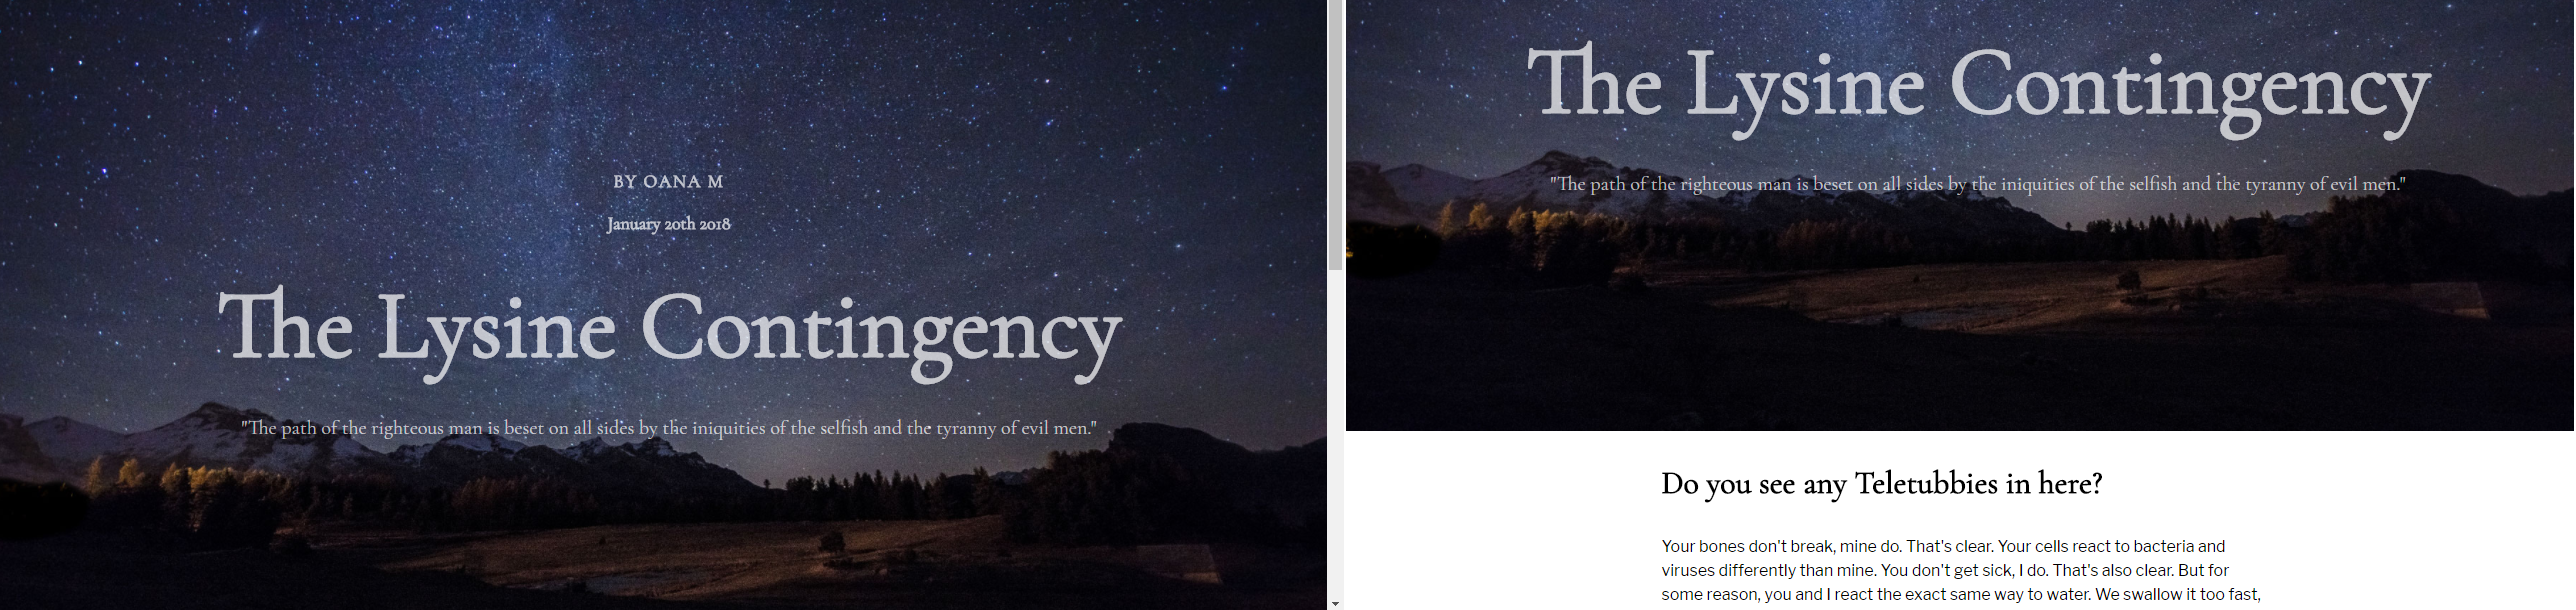 BY OANA M
January 20th 2018
The Lysine Contingency
"The path of the righteous man is beset on all sides by the iniquities of the selfish and the tyranny of evil men."
The Lysine Contingency
"The path of the righteous man is beset on all sides by the iniquities of the selfish and the tyranny of evil men."
Do you see any Teletubbies in here?
Your bones don't break, mine do. That's clear. Your cells react to bacteria and
viruses differently than mine. You don't get sick, I do. That's also clear. But for
some reason, you and I react the exact same way to water. We swallow it too fast,